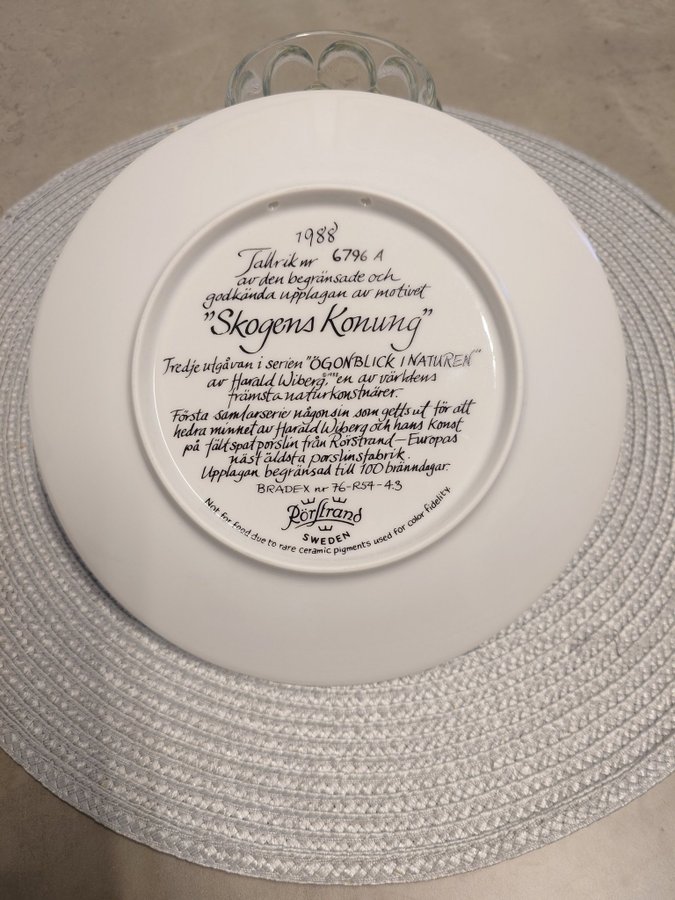 1988
Tallrik nr 6796 A
av den begränsade och
godkända upplagan av motivet
"Skogens Konung"
Tredje utgåvan i serien "ÖGONBLICK I NATUREN"
av Harald Wiberg, "en av världens
främsta naturkonstnärer.
Första samlarserie någonsin som getts ut för att
hedra minnet av Harald Wiberg och hans konst
på fältspatporslin från Rörstrand – Europas
näst äldsta porslinsfabrik.
Upplagan begränsad till 100 bränndagar.
BRADEX nr 76-R54-4.3
RörStrand
SWEDEN
Not for food due to rare ceramic pigments used for color fidelity.